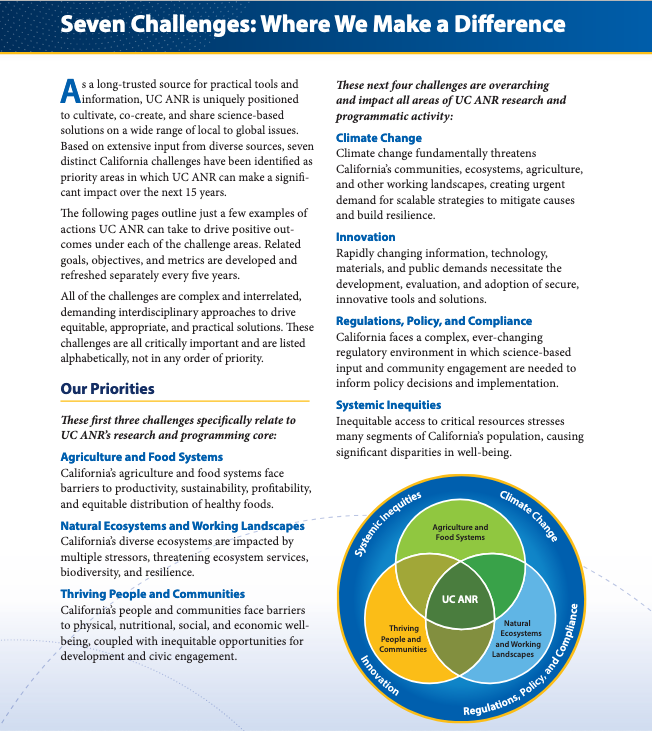 Seven Challenges: Where We Make a Difference
As a long-trusted source for practical tools and
information, UC ANR is uniquely positioned
to cultivate, co-create, and share science-based
solutions on a wide range of local to global issues.
Based on extensive input from diverse sources, seven
distinct California challenges have been identified as
priority areas in which UC ANR can make a signifi-
cant impact over the next 15 years.
The following pages outline just a few examples of
actions UC ANR can take to drive positive out-
comes under each of the challenge areas. Related
goals, objectives, and metrics are developed and
refreshed separately every five years.
All of the challenges are complex and interrelated,
demanding interdisciplinary approaches to drive
equitable, appropriate, and practical solutions. These
challenges are all critically important and are listed
alphabetically, not in any order of priority.
Our Priorities
These first three challenges specifically relate to
UC ANR's research and programming core:
Agriculture and Food Systems
California's agriculture and food systems face
barriers to productivity, sustainability, profitability,
and equitable distribution of healthy foods.
Natural Ecosystems and Working Landscapes
California's diverse ecosystems are impacted by
multiple stressors, threatening ecosystem services,
biodiversity, and resilience.
Thriving People and Communities
California's people and communities face barriers
to physical, nutritional, social, and economic well-
being, coupled with inequitable opportunities for
development and civic engagement.
These next four challenges are overarching
and impact all areas of UC ANR research and
programmatic activity:
Climate Change
Climate change fundamentally threatens
California's communities, ecosystems, agriculture,
and other working landscapes, creating urgent
demand for scalable strategies to mitigate causes
and build resilience.
Innovation
Rapidly changing information, technology,
materials, and public demands necessitate the
development, evaluation, and adoption of secure,
innovative tools and solutions.
Regulations, Policy, and Compliance
California faces a complex, ever-changing
regulatory environment in which science-based
input and community engagement are needed to
inform policy decisions and implementation.
Systemic Inequities
Inequitable access to critical resources stresses
many segments of California's population, causing
significant disparities in well-being.
Systemic Inequities
Climate Change
Agriculture and
Food Systems
UC ANR
Thriving
People and
Communities
Natural
Ecosystems
and Working
Landscapes
Innovation
Regulations, Policy, and Compliance